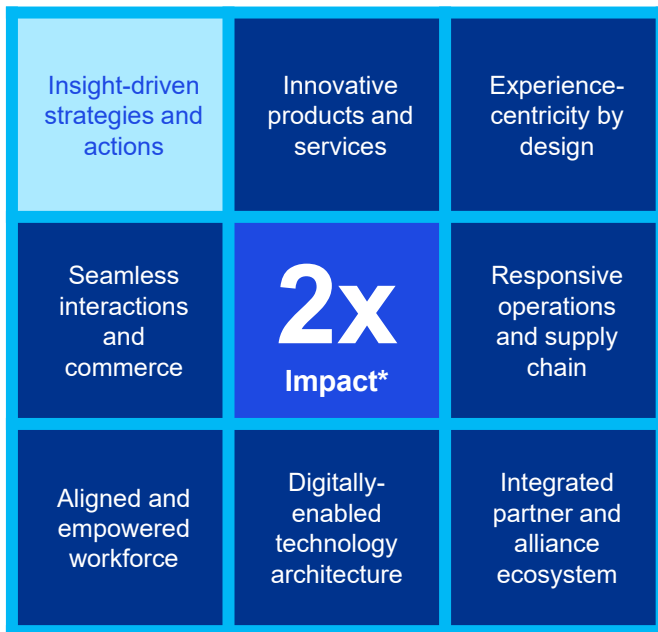 Insight-driven
strategies and
actions
Innovative
products and
services
Experience-
centricity by
design
Seamless
interactions
and
commerce
2x
Impact*
Responsive
operations
and supply
chain
Aligned and
empowered
workforce
Digitally-
enabled
technology
architecture
Integrated
partner and
alliance
ecosystem